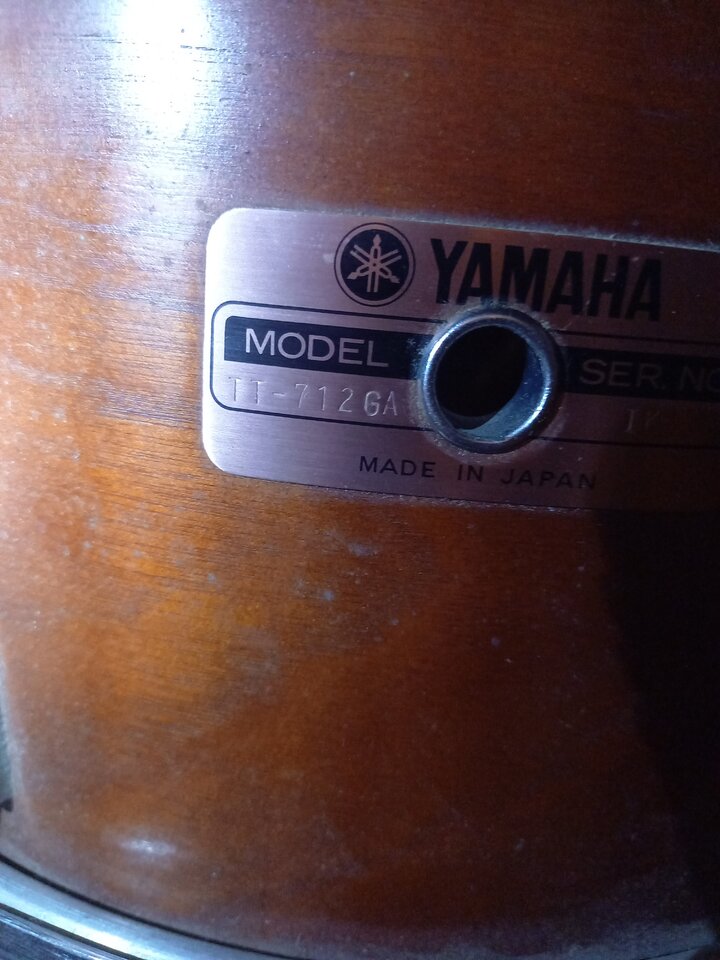 YAMAHA
MODEL SER. NO
TT-712GA
MADE IN JAPAN